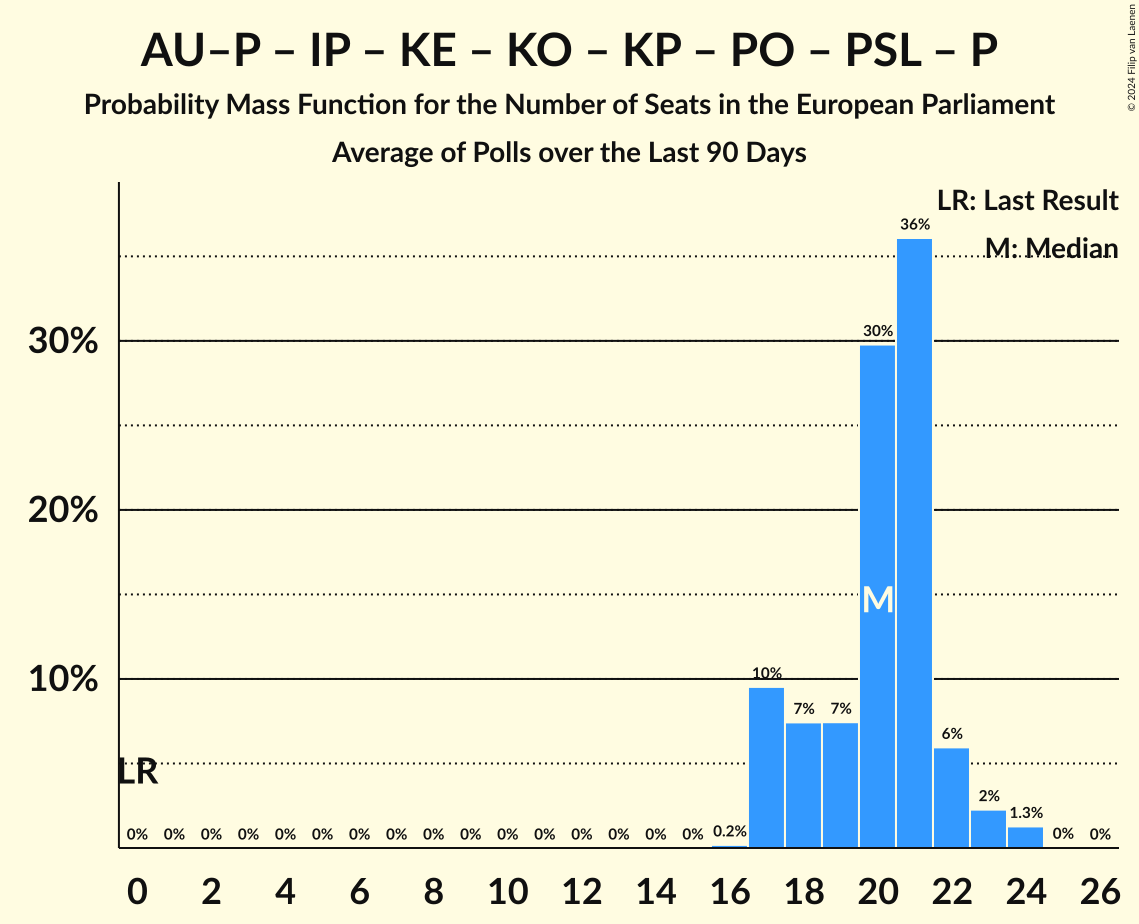 AU–P – IP – KE – KO – KP – PO – PSL – P
Probability Mass Function for the Number of Seats in the European Parliament
Average of Polls over the Last 90 Days
© 2024 Filip van Laenen
LR: Last Result
M: Median
36%
30%
30%
20%
M
10%
10%
7% 7%
6%
LR
2%
1.3%
0% 0% 0% 0% 0% 0% 0% 0% 0% 0% 0% 0% 0% 0% 0% 0% 0.2% 0% 0%
0 2 4 6 8 10 12 14 16 18 20 22 24 26